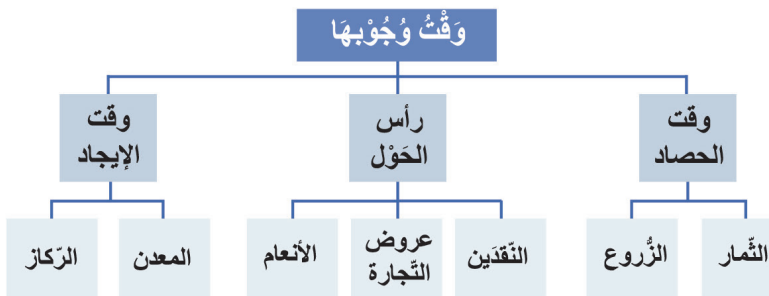 وَقْتُ وُجُوْبِهَا
وقت
الحصاد
رأس
الحَوْل
وقت
الإيجاد
الثّمار
الزُّروع
النّقدَين
عروض
التّجارة
الأنعام
المعدن
الرّكاز